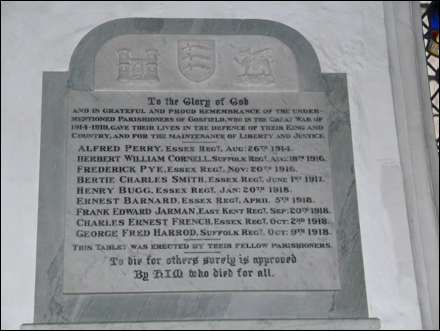 To the Glory of God
AND IN GRATEFUL AND PROUD REMEMBRANCE OF THE UNDER-
MENTIONED PARISHIONERS OF GOSFIELD, WHO IN THE GREAT WAR OF
1914-1919, GAVE THEIR LIVES IN THE DEFENCE OF THEIR KING AND
COUNTRY, AND FOR THE MAINTENANCE OF LIBERTY AND JUSTICE.
ALFRED PERRY, ESSEX REGT., AUG: 26TH 1914.
HERBERT WILLIAM CORNELL, SUFFOLK REGT., AUG: 18TH 1916.
FREDERICK PYE, ESSEX REGT., NOV: 20TH 1916.
BERTIE CHARLES SMITH, ESSEX REGT., JUNE 1ST 1917.
HENRY BUGG, ESSEX REGT., JAN: 20TH 1918.
ERNEST BARNARD, ESSEX REGT., APRIL 5TH 1918.
FRANK EDWARD JARMAN, EAST KENT REGT., SEP: 20TH 1918.
CHARLES ERNEST FRENCH, ESSEX REGT., OCT: 2ND 1918.
GEORGE FRED HARROD, SUFFOLK REGT., OCT: 9TH 1918.
THIS TABLET WAS ERECTED BY THEIR FELLOW PARISHIONERS.
To die for others surely is approved
By HIM who died for all.